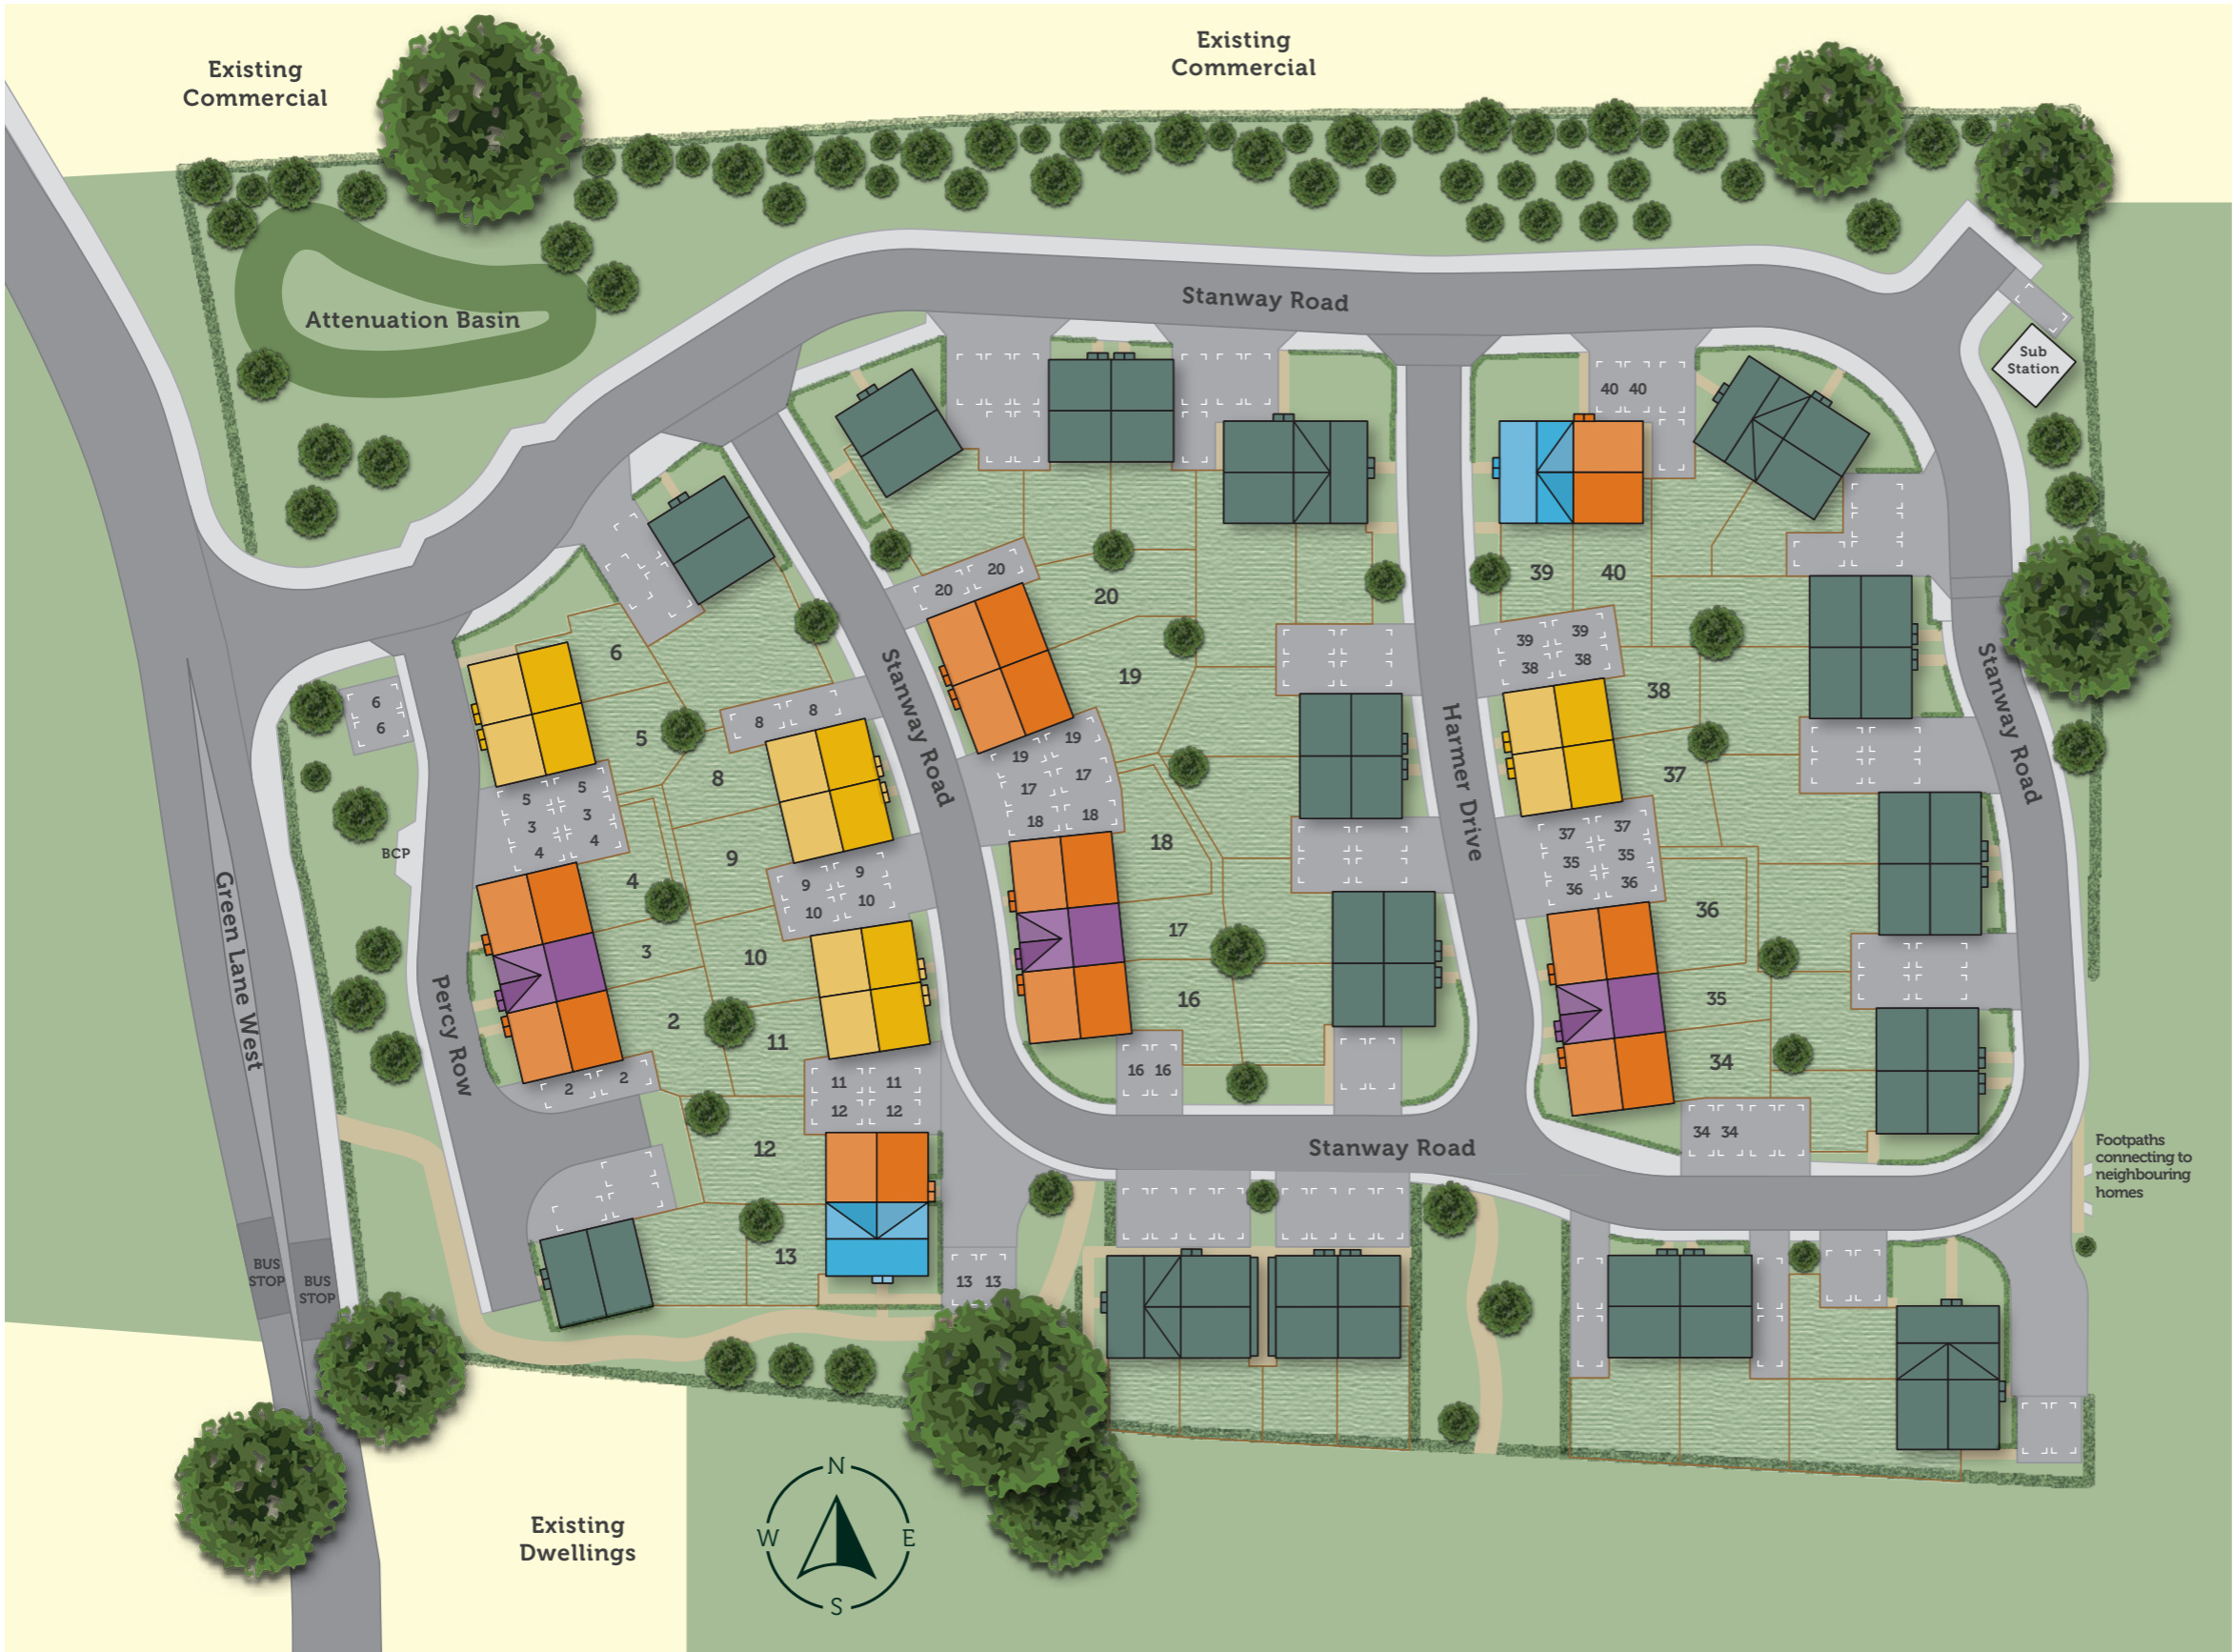 Existing
Commercial
Existing
Commercial
Attenuation Basin
Stanway Road
Sub
Station
40 40
20 20
20
39 40
6
39 39
38 38
19
38
6
6
5
8 8
8
19 19
17 17
18 18
37
5 5
3 3
4 4
BCP
Stanway Road
Harmer Drive
Stanway Road
37 37
35 35
36 36
18
9
4
9 9
10 10
36
Green Lane West
Percy Row
3
10
17
16
35
2
11
34
2 2
11 11
12 12
16 16
34 34
12
Stanway Road
Footpaths
connecting to
neighbouring
homes
13
13 13
BUS
STOP
BUS
STOP
Existing
Dwellings
N
W E
S